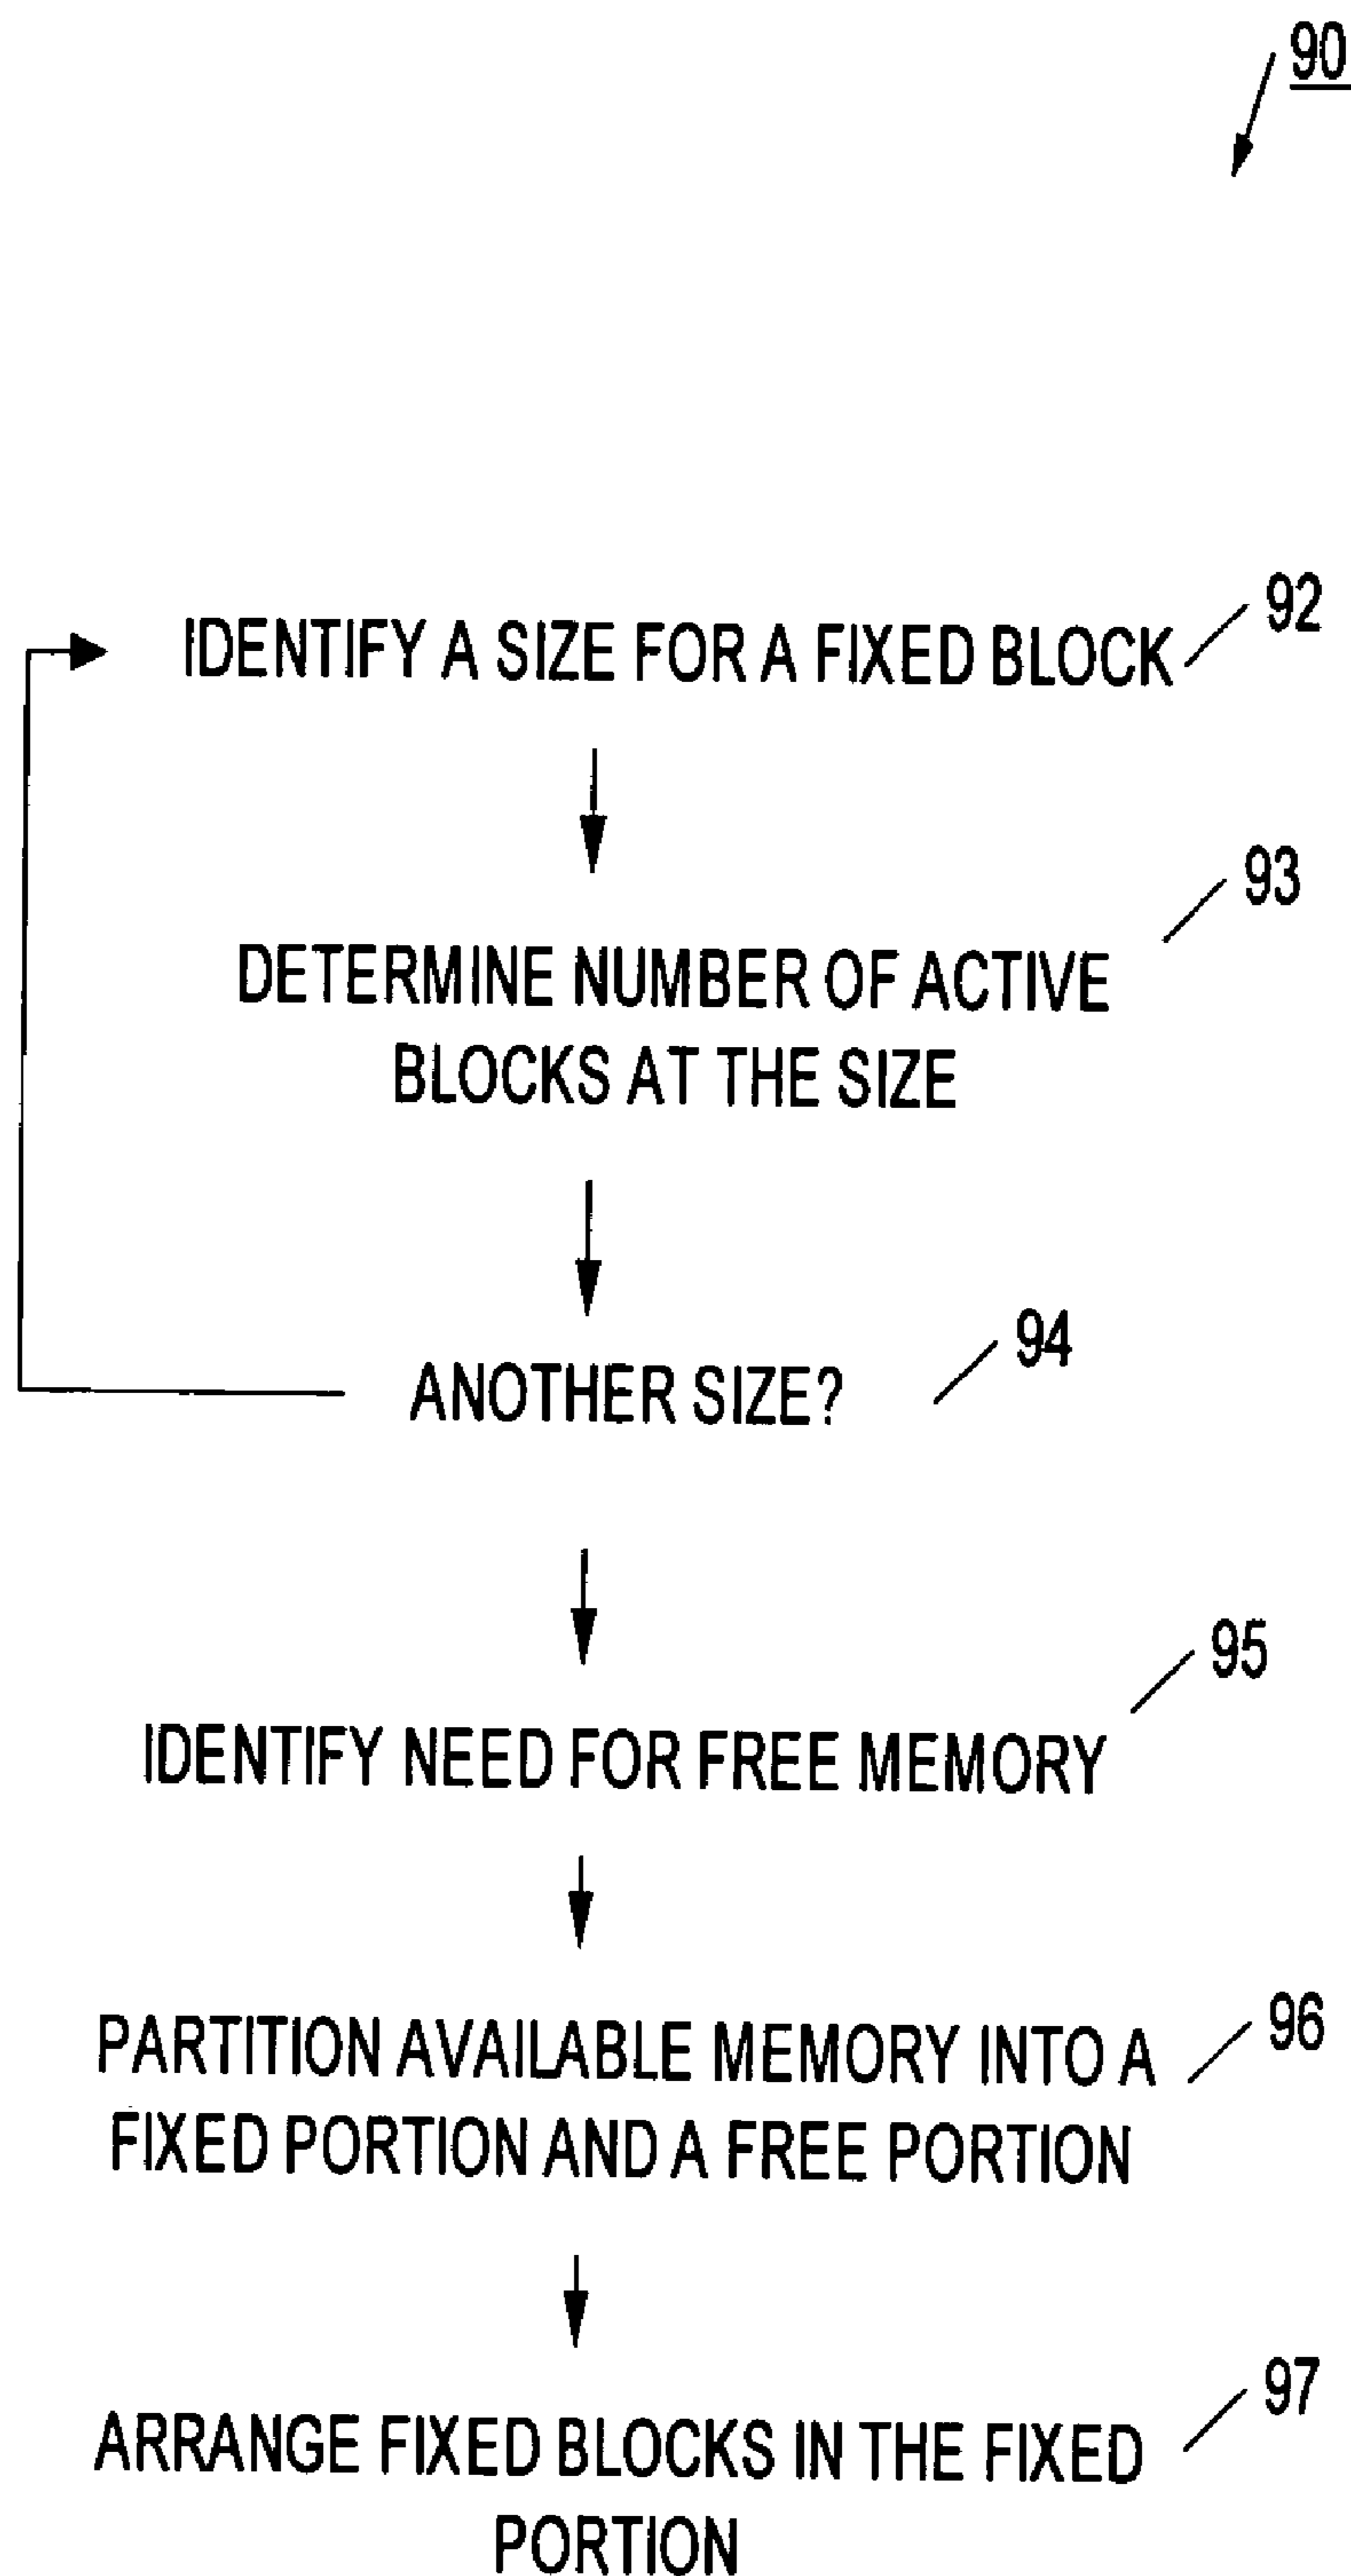 90
IDENTIFY A SIZE FOR A FIXED BLOCK
92
93
DETERMINE NUMBER OF ACTIVE
BLOCKS AT THE SIZE
94
ANOTHER SIZE?
95
IDENTIFY NEED FOR FREE MEMORY
96
PARTITION AVAILABLE MEMORY INTO A
FIXED PORTION AND A FREE PORTION
97
ARRANGE FIXED BLOCKS IN THE FIXED
PORTION